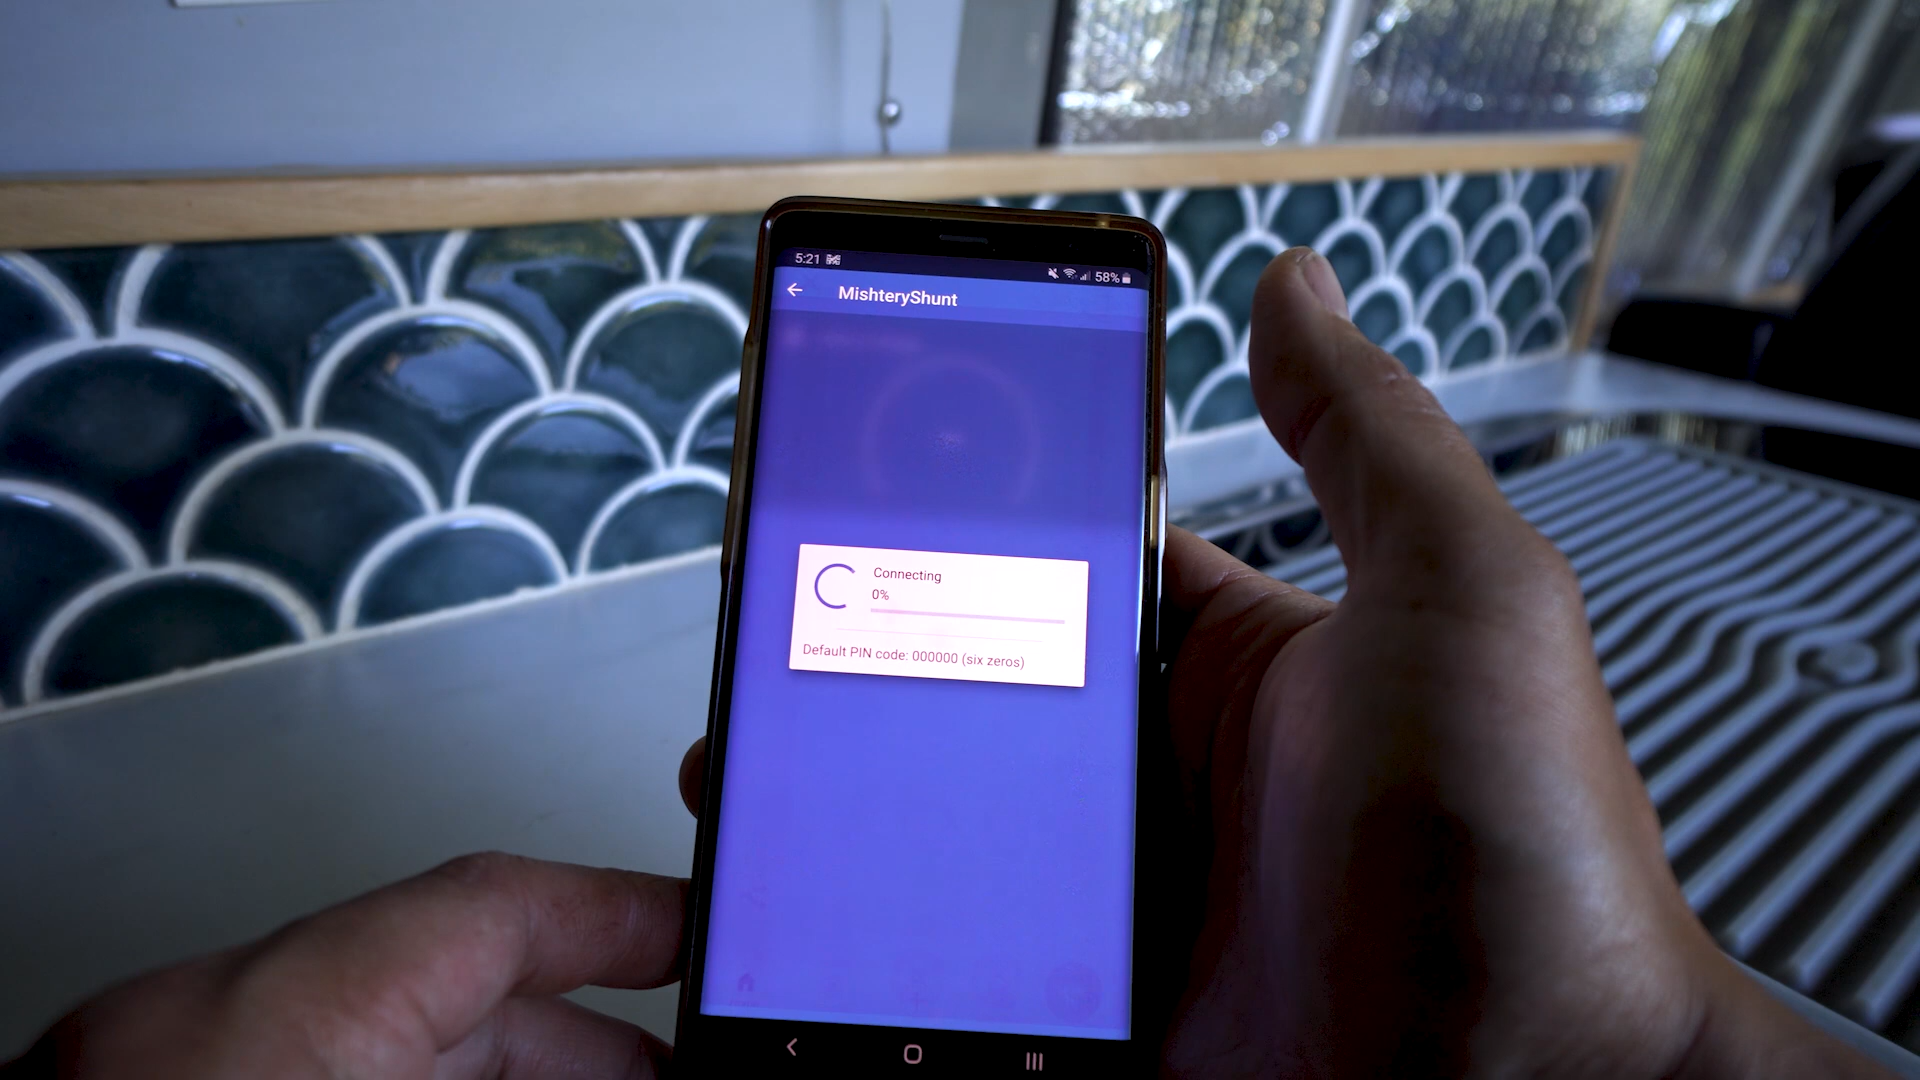 5:21
58%
MishteryShunt
Connecting
0%
Default PIN code: 000000 (six zeros)